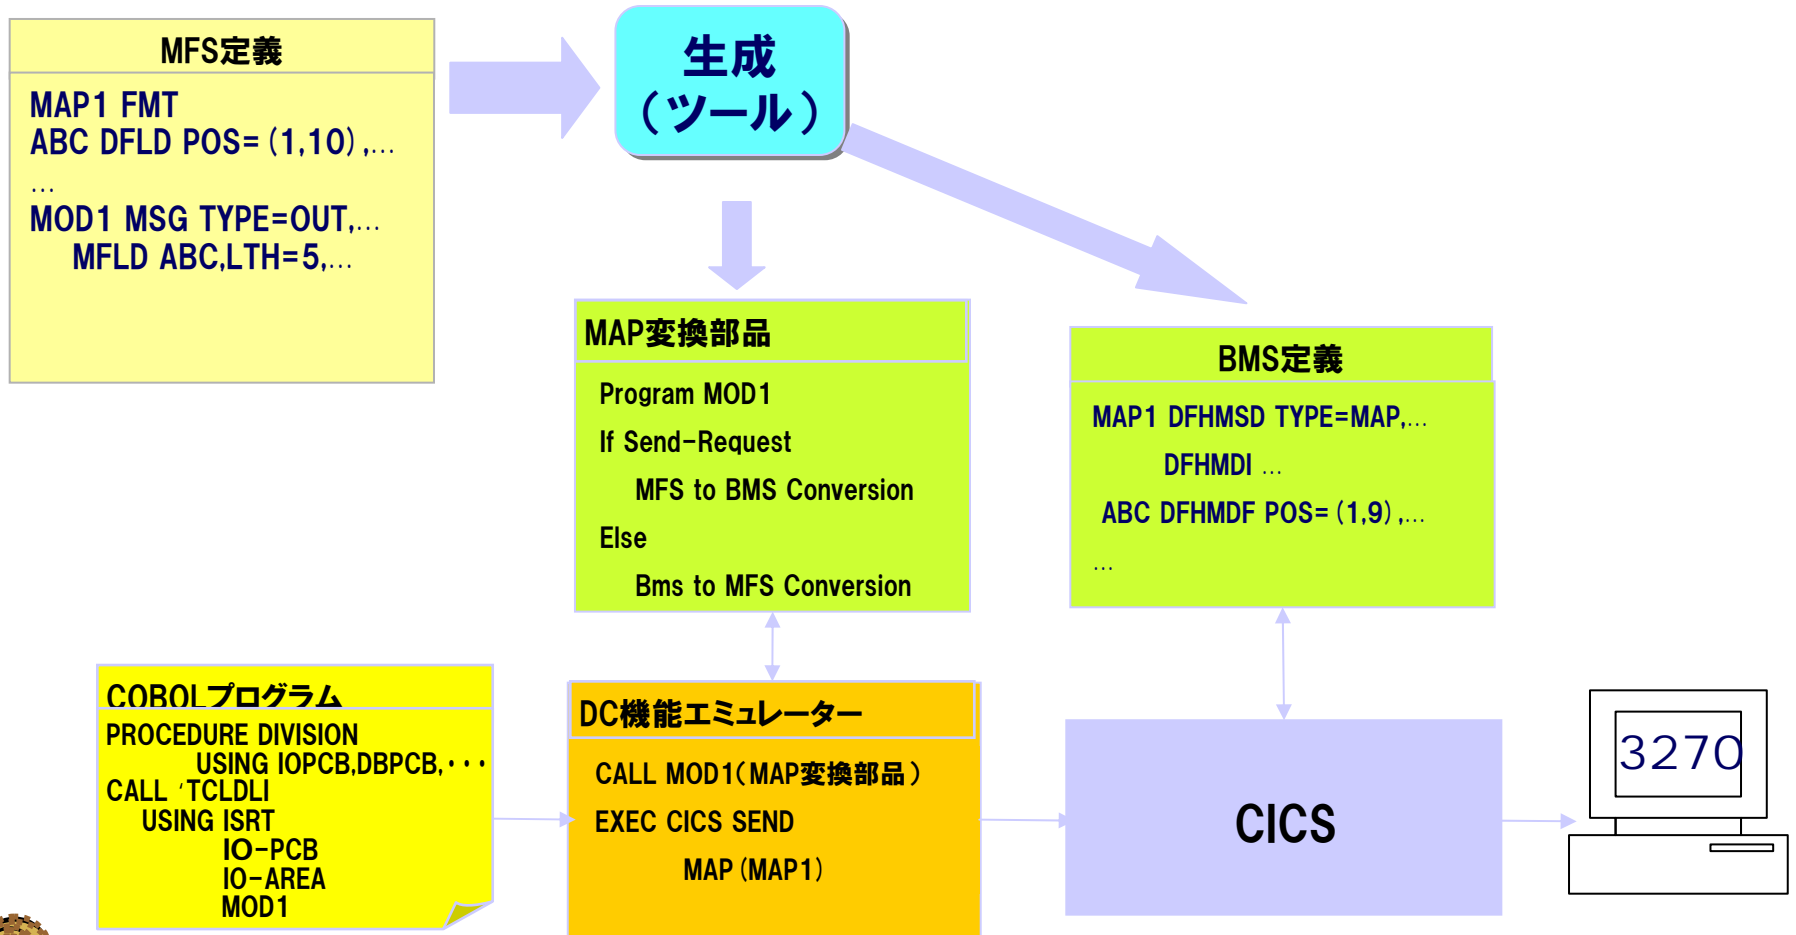 MFS定義
MAP1 FMT
ABC DFLD POS=(1,10),…
…
MOD1 MSG TYPE=OUT,…
MFLD ABC,LTH=5,…
生成
(ツール)
MAP変換部品
Program MOD1
If Send-Request
MFS to BMS Conversion
Else
Bms to MFS Conversion
BMS定義
MAP1 DFHMSD TYPE=MAP,…
DFHMDI …
ABC DFHMDF POS=(1,9),…
…
COBOLプログラム
PROCEDURE DIVISION
USING IOPCB,DBPCB,・・・
CALL ‘TCLDLI
USING ISRT
IO-PCB
IO-AREA
MOD1
DC機能エミュレーター
CALL MOD1(MAP変換部品)
EXEC CICS SEND
MAP(MAP1)
CICS
3270